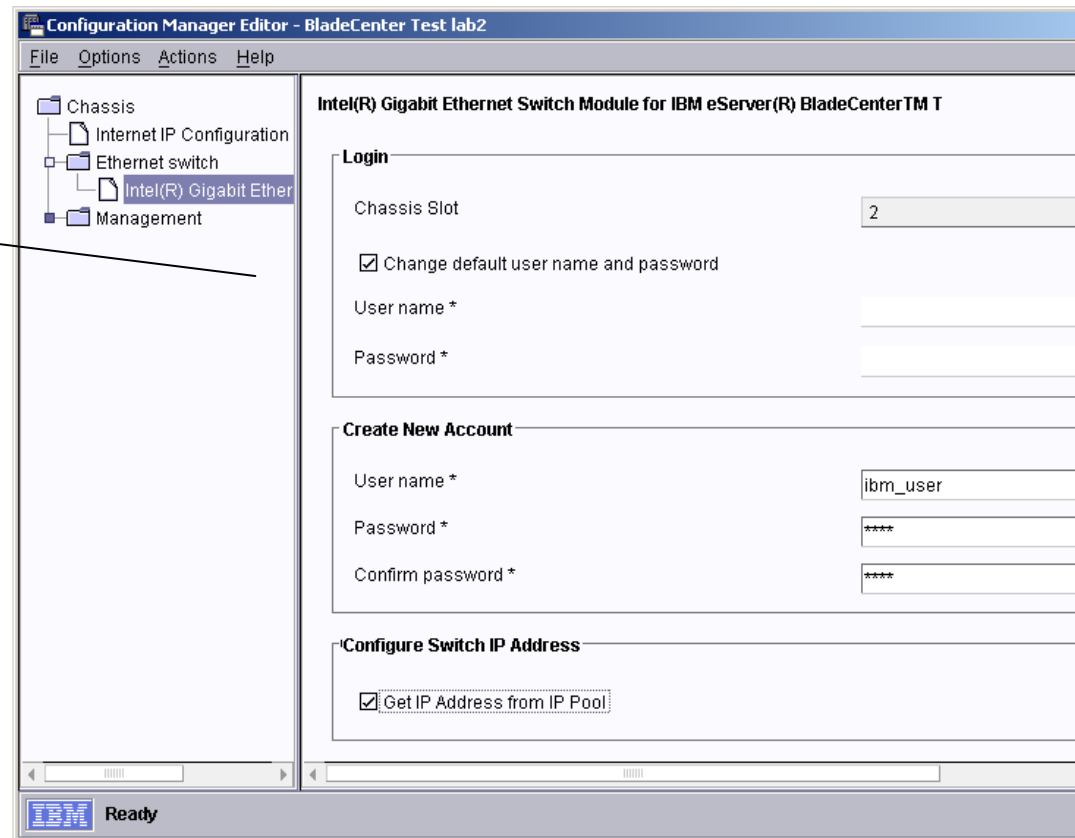 Configuration Manager Editor - BladeCenter Test lab2
File Options Actions Help
Chassis
Internet IP Configuration
Ethernet switch
Intel(R) Gigabit Ether
Management
Intel(R) Gigabit Ethernet Switch Module for IBM eServer(R) BladeCenterTM T
Login
Chassis Slot
2
Change default user name and password
User name *
Password *
Create New Account
User name *
ibm_user
Password *
****
Confirm password *
****
Configure Switch IP Address
Get IP Address from IP Pool
IBM Ready